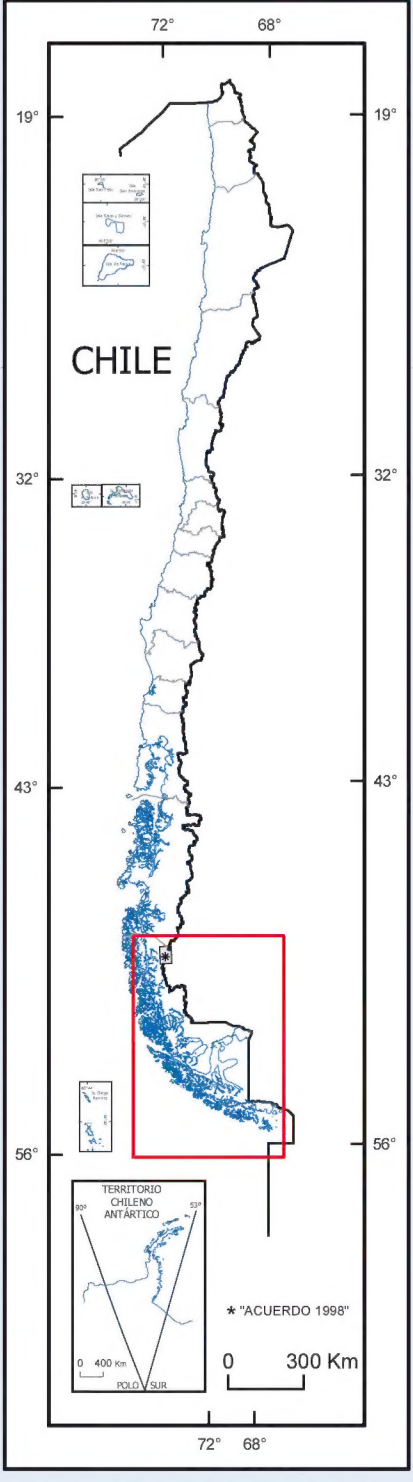 72° 68°
19° 19°
CHILE
32° 32°
43° 43°
56° 56°
TERRITORIO
CHILENO
ANTÁRTICO
90° 53°
0 400 Km
POLO SUR
* "ACUERDO 1998"
0 300 Km
72° 68°